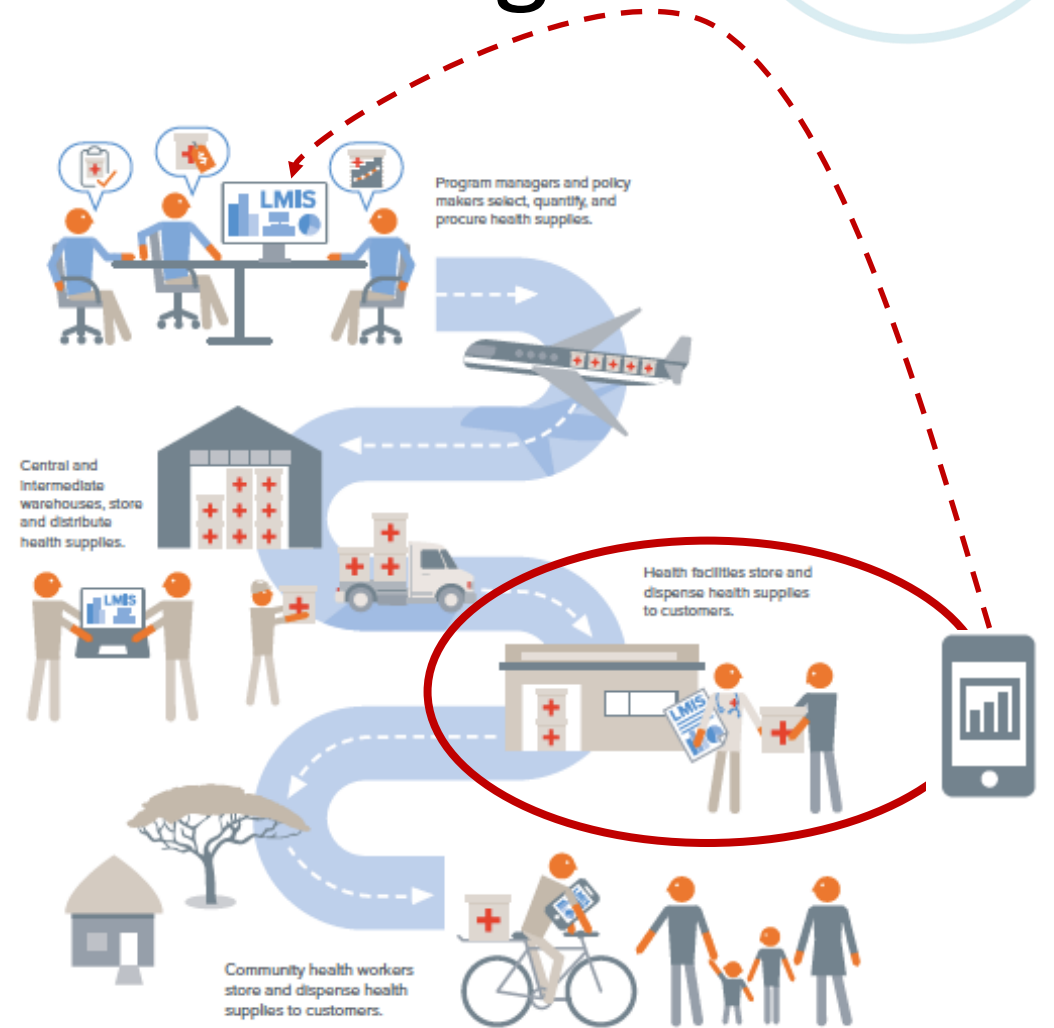 LMIS
Program managers and policy
makers select, quantify, and
procure health supplies.
Central and
intermediate
warehouses, store
and distribute
health supplies.
LMIS
Health facilities store and
dispense health supplies
to customers.
LMIS
LMIS
Community health workers
store and dispense health
supplies to customers.